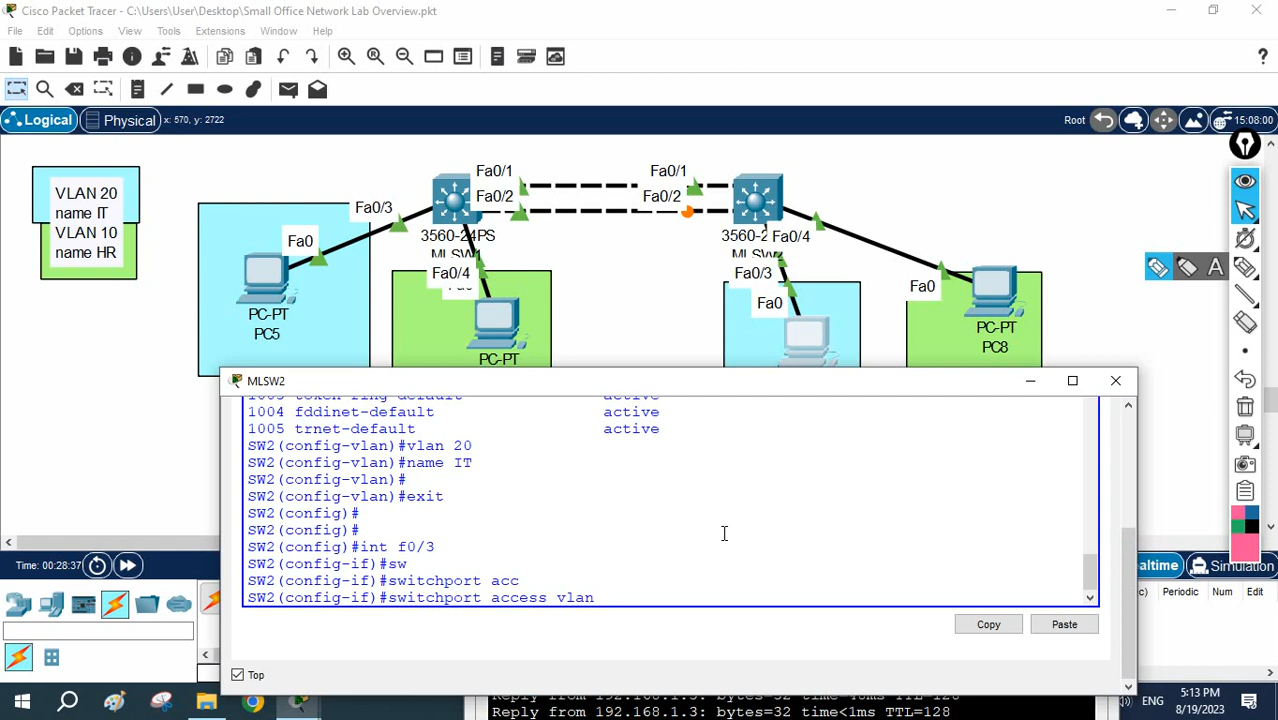 Cisco Packet Tracer - C:\Users\User\Desktop\Small Office Network Lab Overview.pkt
File Edit Options View Tools Extensions Window Help
Logical Physical x: 570, y: 2722 Root 15:08:00
VLAN 20
name IT
VLAN 10
name HR
Fa0/1 Fa0/1
Fa0/2 Fa0/2
Fa0/3
3560-24PS
Fa0/4
Fa0
Fa0/4
Fa0/3
Fa0
Fa0
PC-PT
PC5
PC-PT
PC-PT
PC8
A
MLSW2
1004 fddinet-default active
1005 trnet-default active
SW2(config-vlan)#vlan 20
SW2(config-vlan)#name IT
SW2(config-vlan)#
SW2(config-vlan)#exit
SW2(config)#
SW2(config)#
SW2(config)#int f0/3
SW2(config-if)#sw
SW2(config-if)#switchport acc
SW2(config-if)#switchport access vlan
Copy Paste
Top
Time: 00:28:37
ealtime Simulation
c) Periodic Num Edit
Reply from 192.168.1.3: bytes=32 time<1ms TTL=128
ENG
5:13 PM
8/19/2023